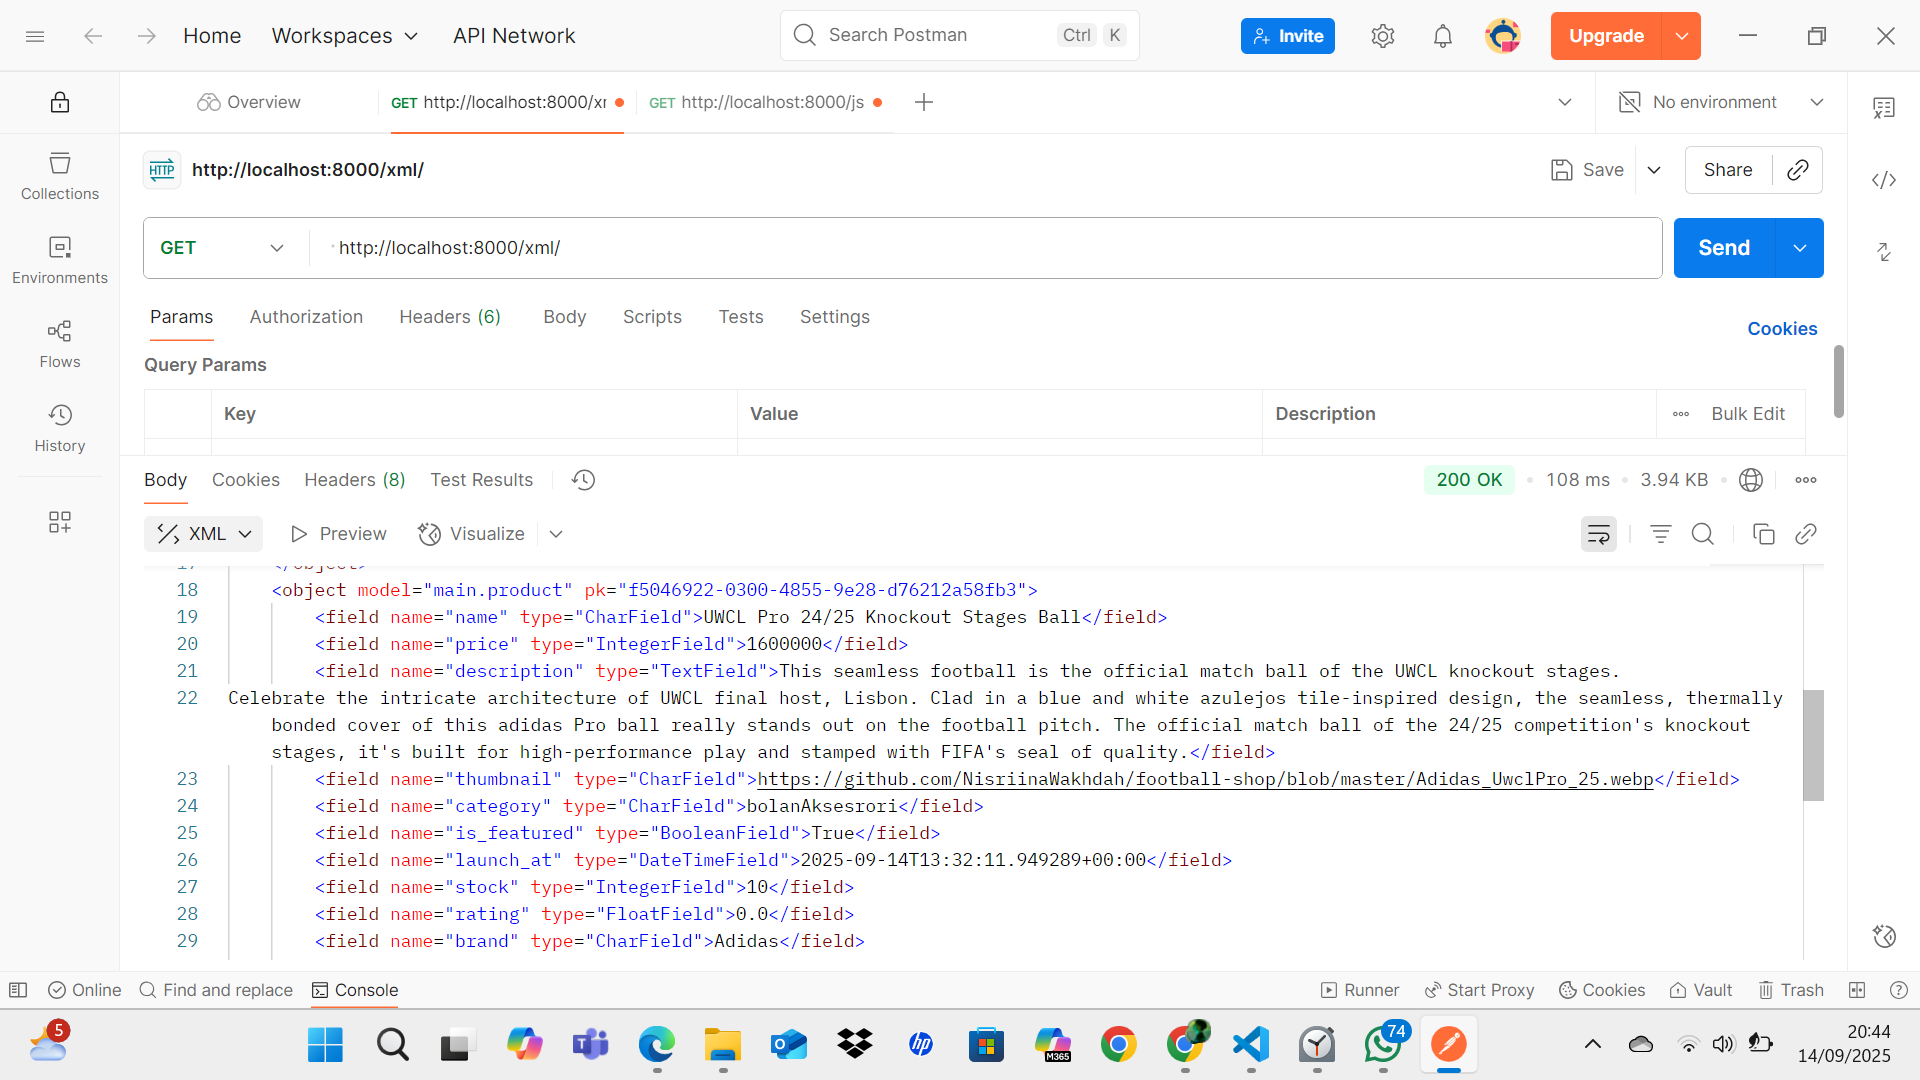 Home
Workspaces
API Network
Search Postman
Ctrl K
Invite
Upgrade
Overview
GET http://localhost:8000/xr
GET http://localhost:8000/js
No environment
HTTP http://localhost:8000/xml/
Save
Share
Collections
Environments
Flows
History
GET
http://localhost:8000/xml/
Send
Params
Authorization
Headers (6)
Body
Scripts
Tests
Settings
Cookies
Query Params
Key
Value
Description
Bulk Edit
Body
Cookies
Headers (8)
Test Results
200 OK
108 ms
3.94 KB
XML
Preview
Visualize
17 </object>
18 <object model="main.product" pk="f5046922-0300-4855-9e28-d76212a58fb3">
19 <field name="name" type="CharField">UWCL Pro 24/25 Knockout Stages Ball</field>
20 <field name="price" type="IntegerField">1600000</field>
21 <field name="description" type="TextField">This seamless football is the official match ball of the UWCL knockout stages.
22 Celebrate the intricate architecture of UWCL final host, Lisbon. Clad in a blue and white azulejos tile-inspired design, the seamless, thermally
bonded cover of this adidas Pro ball really stands out on the football pitch. The official match ball of the 24/25 competition's knockout
stages, it's built for high-performance play and stamped with FIFA's seal of quality.</field>
23 <field name="thumbnail" type="CharField">https://github.com/NisriinaWakhdah/football-shop/blob/master/Adidas_UwclPro_25.webp</field>
24 <field name="category" type="CharField">bolanAksesrori</field>
25 <field name="is_featured" type="BooleanField">True</field>
26 <field name="launch_at" type="DateTimeField">2025-09-14T13:32:11.949289+00:00</field>
27 <field name="stock" type="IntegerField">10</field>
28 <field name="rating" type="FloatField">0.0</field>
29 <field name="brand" type="CharField">Adidas</field>
Online
Find and replace
Console
Runner
Start Proxy
Cookies
Vault
Trash
5
hp
M365
74
20:44
14/09/2025